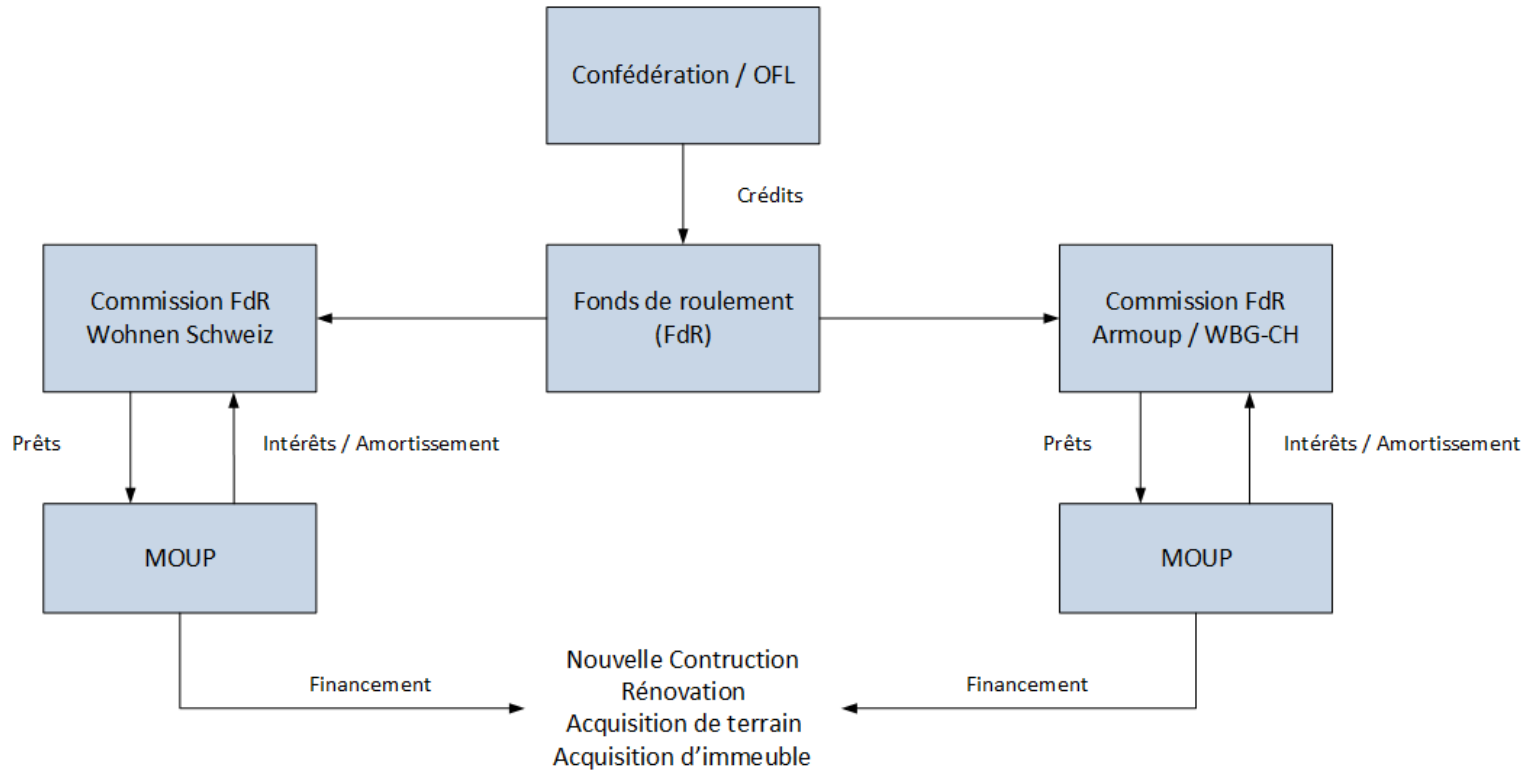 Confédération / OFL
Crédits
Commission FdR
Wohnen Schweiz
Fonds de roulement
(FdR)
Commission FdR
Armoup / WBG-CH
Prêts
Intérêts / Amortissement
Prêts
Intérêts / Amortissement
MOUP
MOUP
Financement
Nouvelle Contruction
Rénovation
Acquisition de terrain
Acquisition d’immeuble
Financement